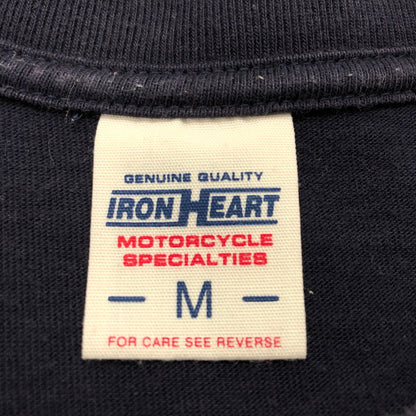 GENUINE QUALITY
IRON HEART
MOTORCYCLE
SPECIALTIES
— M —
FOR CARE SEE REVERSE